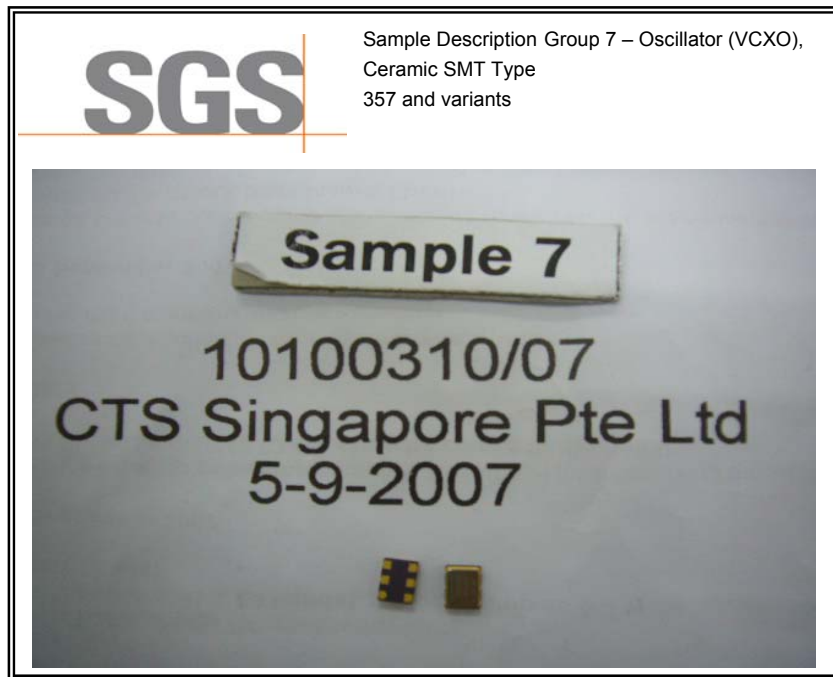 SGS
Sample Description Group 7 – Oscillator (VCXO),
Ceramic SMT Type
357 and variants
Sample 7
10100310/07
CTS Singapore Pte Ltd
5-9-2007